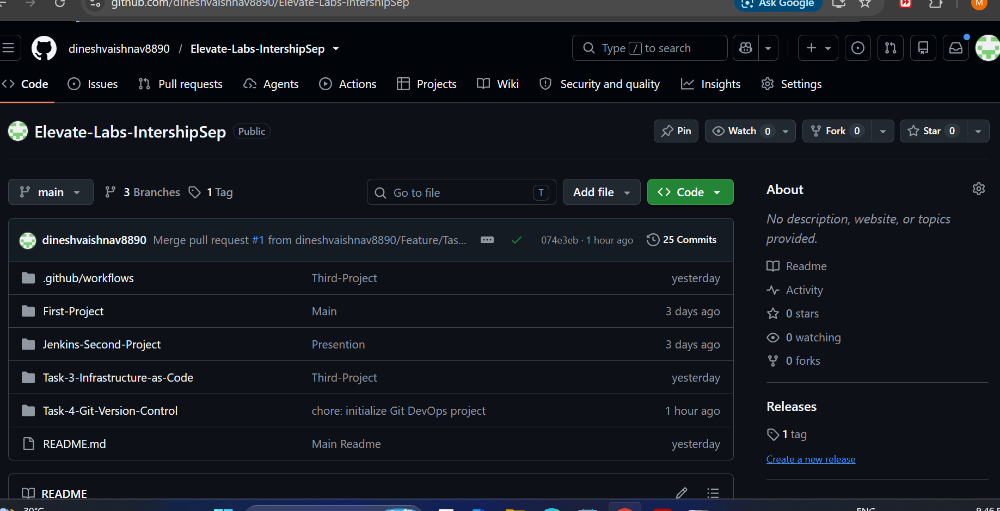 github.com/dineshvaishnav8890/Elevate-Labs-IntershipSep
Ask Google
M
dineshvaishnav8890 / Elevate-Labs-IntershipSep
Type / to search
Code Issues Pull requests Agents Actions Projects Wiki Security and quality Insights Settings
Elevate-Labs-IntershipSep Public
Pin Watch 0 Fork 0 Star 0
main 3 Branches 1 Tag
Go to file T Add file Code
dineshvaishnav8890 Merge pull request #1 from dineshvaishnav8890/Feature/Tas... 074e3eb · 1 hour ago 25 Commits
.github/workflows Third-Project yesterday
First-Project Main 3 days ago
Jenkins-Second-Project Presention 3 days ago
Task-3-Infrastructure-as-Code Third-Project yesterday
Task-4-Git-Version-Control chore: initialize Git DevOps project 1 hour ago
README.md Main Readme yesterday
README
About
No description, website, or topics
provided.
Readme
Activity
0 stars
0 watching
0 forks
Releases
1 tag
Create a new release
30°C
ENG
9:46